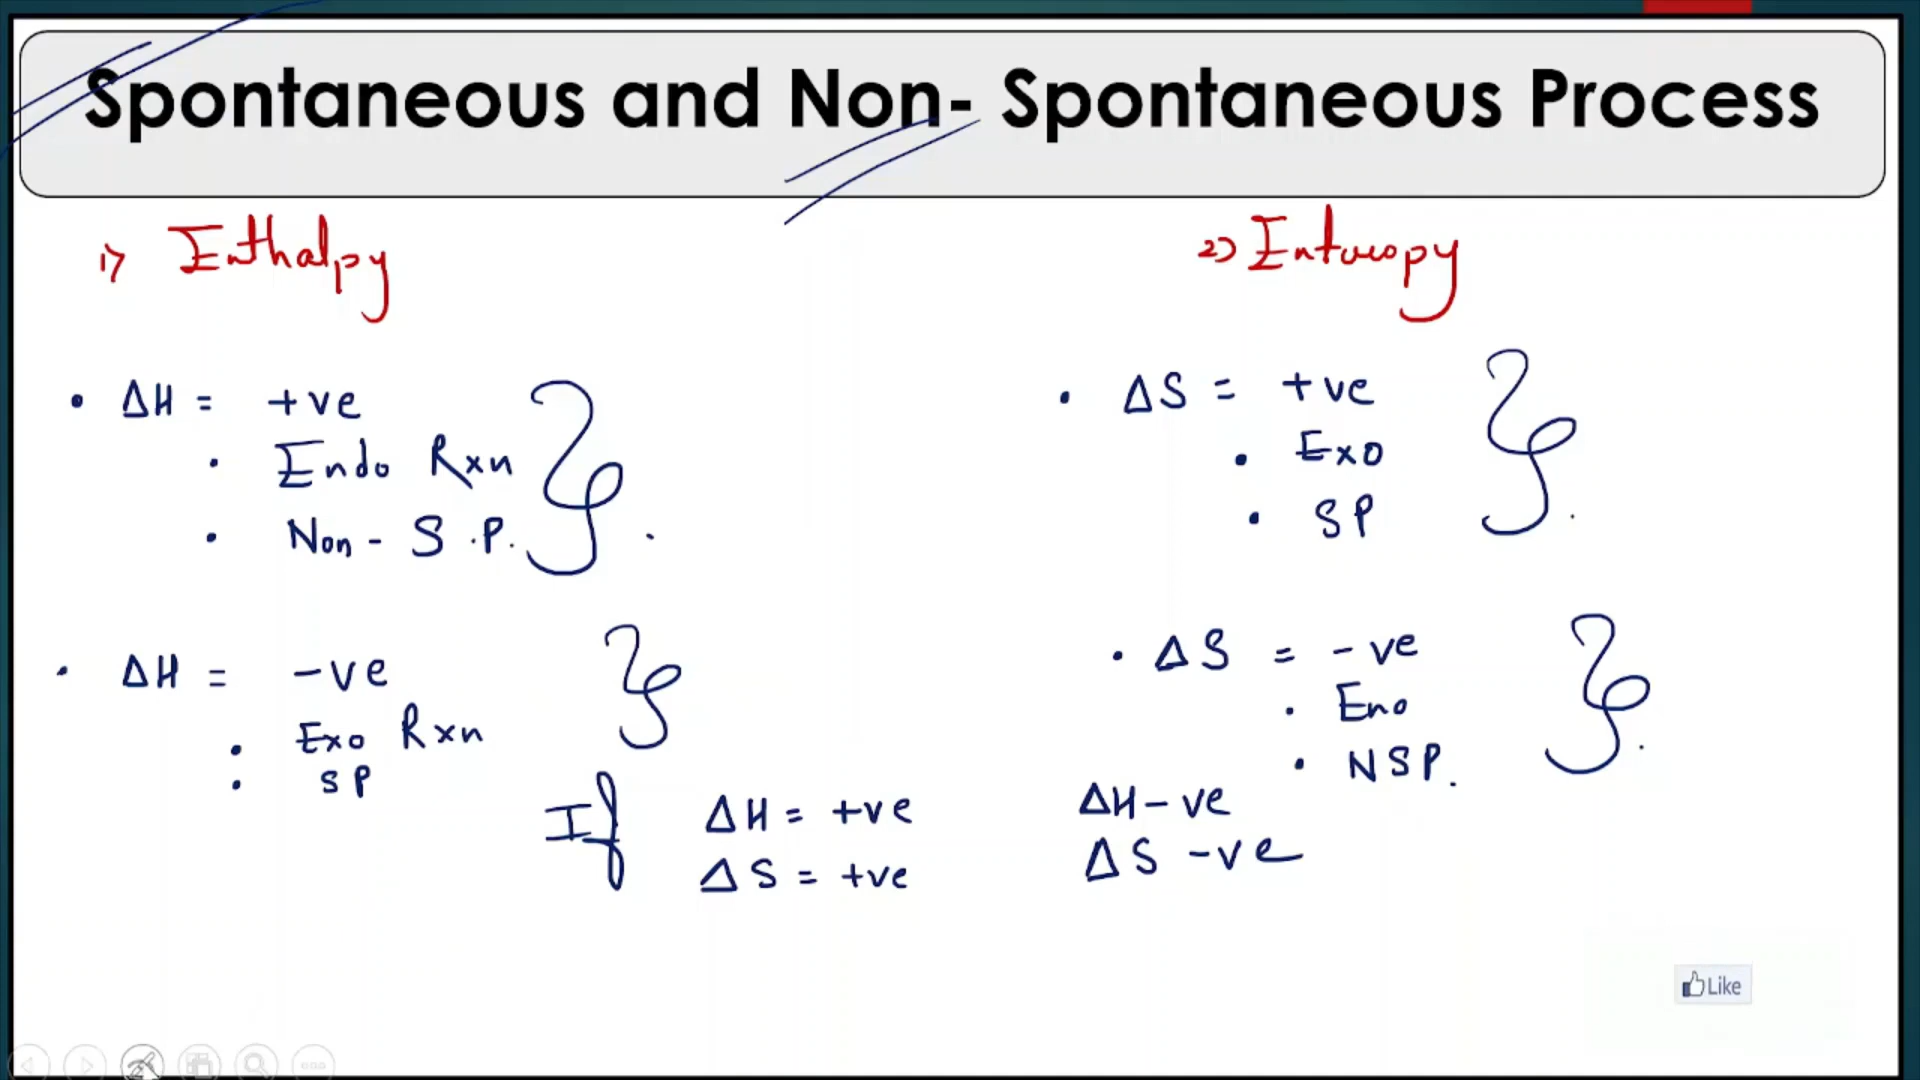 Spontaneous and Non- Spontaneous Process
1) Enthalpy
• ΔH = +ve
• Endo Rxn
• Non - S.P.
• ΔH = -ve
• Exo Rxn
• SP
2) Entropy
• ΔS = +ve
• Exo
• SP
• ΔS = -ve
• Eno
• NSP.
If ΔH = +ve
ΔS = +ve
ΔH -ve
ΔS -ve
Like